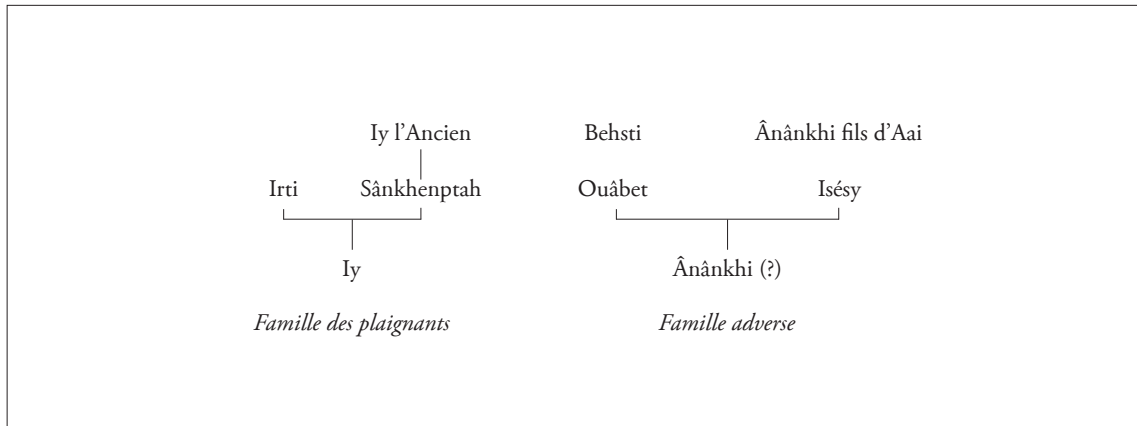 Iy l’Ancien Behsti Ânânkhi fils d’Aai
Irti Sânkhenptah Ouâbet Isésy
Iy Ânânkhi (?)
Famille des plaignants Famille adverse